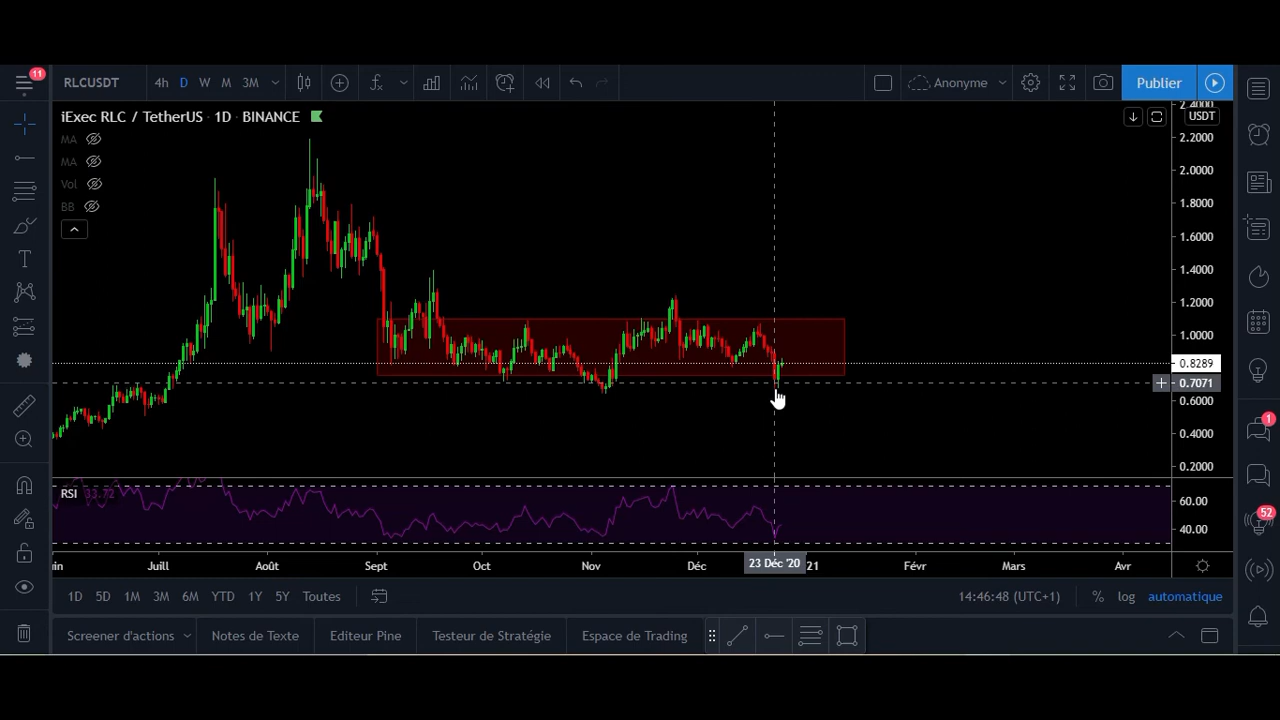 11
RLCUSDT 4h D W M 3M Anonyme Publier
iExec RLC / TetherUS · 1D · BINANCE
USDT
MA
MA
Vol
BB
2.4000
2.2000
2.0000
1.8000
1.6000
1.4000
1.2000
1.0000
0.8289
0.7071
0.6000
0.4000
0.2000
RSI 33.72
60.00
40.00
1
52
Juill Août Sept Oct Nov Déc 23 Déc '20 21 Févr Mars Avr
1D 5D 1M 3M 6M YTD 1Y 5Y Toutes 14:46:48 (UTC+1) % log automatique
Screener d'actions Notes de Texte Editeur Pine Testeur de Stratégie Espace de Trading